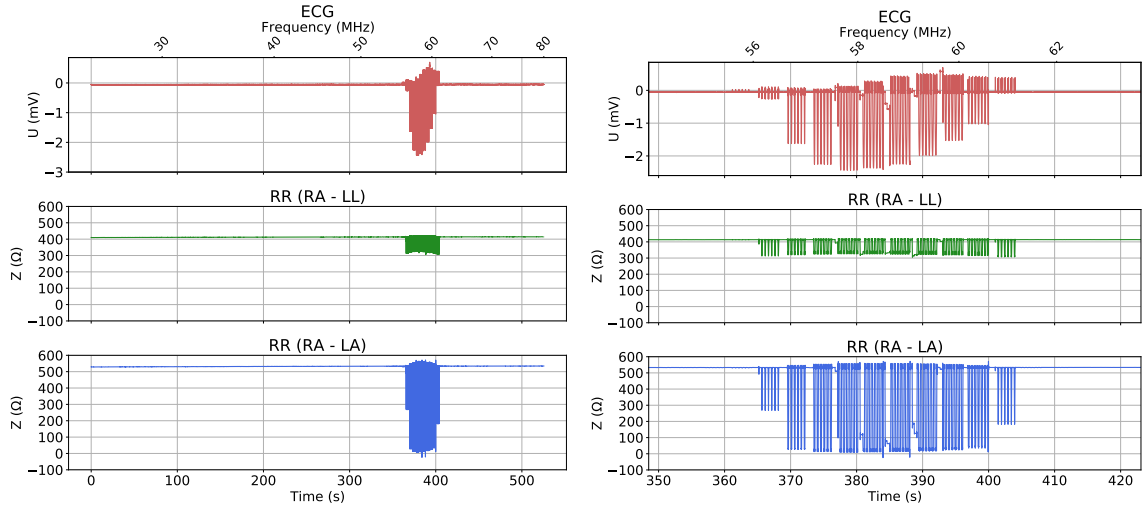 ECG
Frequency (MHz)
30 40 50 60 70 80
U (mV)
0
−1
−2
−3
RR (RA - LL)
Z (Ω)
600
500
400
300
200
100
0
−100
RR (RA - LA)
Z (Ω)
600
500
400
300
200
100
0
−100
0 100 200 300 400 500
Time (s)
ECG
Frequency (MHz)
56 58 60 62
U (mV)
0
−1
−2
RR (RA - LL)
Z (Ω)
600
500
400
300
200
100
0
−100
RR (RA - LA)
Z (Ω)
600
500
400
300
200
100
0
−100
350 360 370 380 390 400 410 420
Time (s)